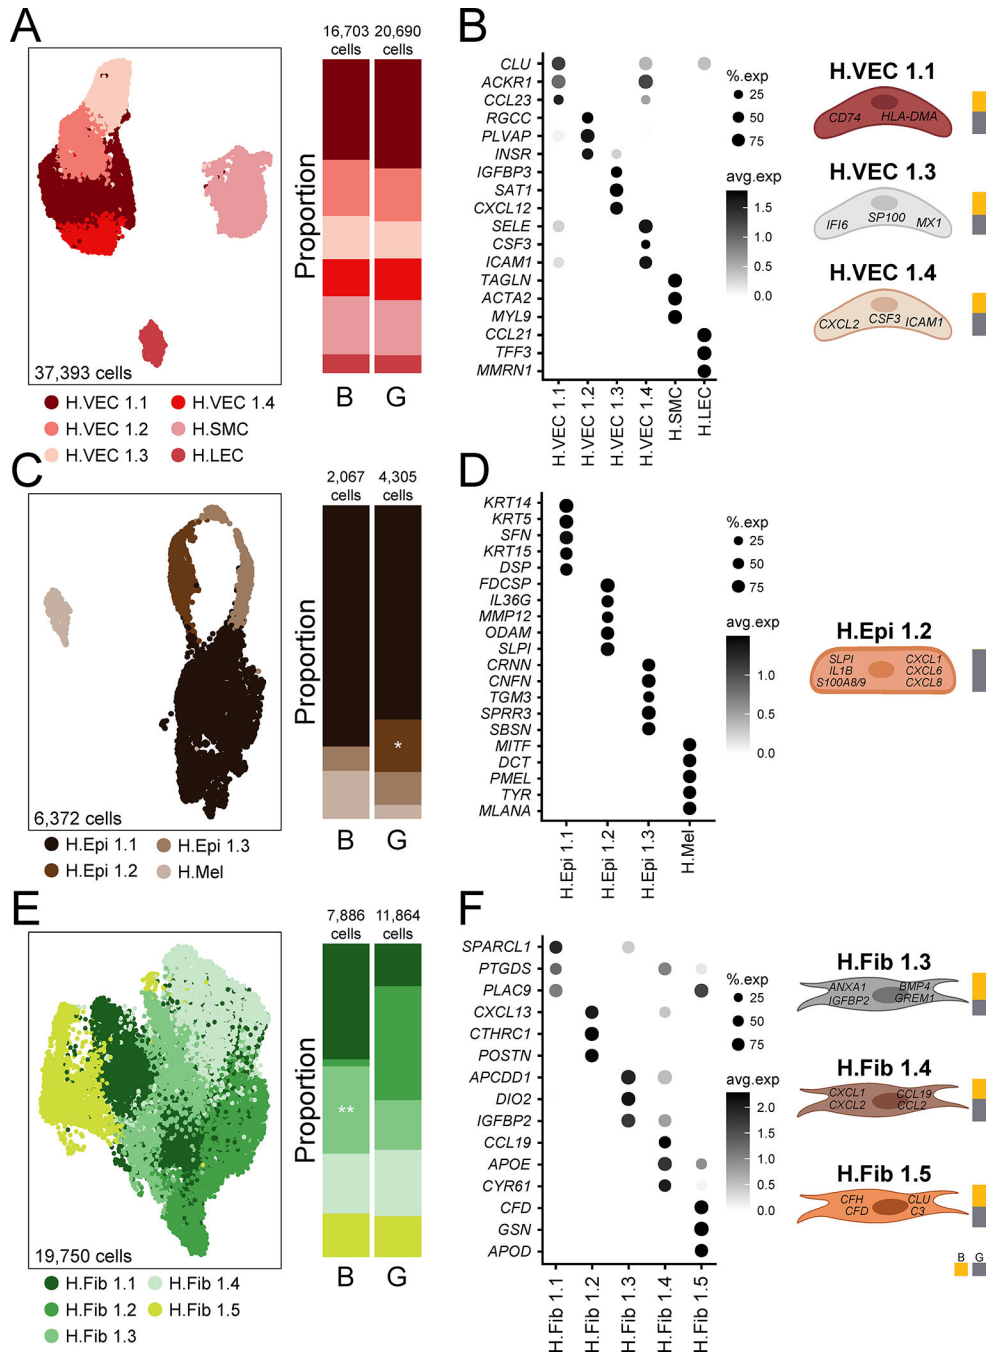 A
16,703 cells
20,690 cells
Proportion
37,393 cells
B
G
H.VEC 1.1
H.VEC 1.2
H.VEC 1.3
H.VEC 1.4
H.SMC
H.LEC
B
CLU
ACKR1
CCL23
RGCC
PLVAP
INSR
IGFBP3
SAT1
CXCL12
SELE
CSF3
ICAM1
TAGLN
ACTA2
MYL9
CCL21
TFF3
MMRN1
H.VEC 1.1
H.VEC 1.2
H.VEC 1.3
H.VEC 1.4
H.SMC
H.LEC
%.exp
25
50
75
avg.exp
1.5
1.0
0.5
0.0
H.VEC 1.1
CD74 HLA-DMA
H.VEC 1.3
IFI6 SP100 MX1
H.VEC 1.4
CXCL2 CSF3 ICAM1
C
2,067 cells
4,305 cells
Proportion
*
6,372 cells
B
G
H.Epi 1.1
H.Epi 1.2
H.Epi 1.3
H.Mel
D
KRT14
KRT5
SFN
KRT15
DSP
FDCSP
IL36G
MMP12
ODAM
SLPI
CRNN
CNFN
TGM3
SPRR3
SBSN
MITF
DCT
PMEL
TYR
MLANA
H.Epi 1.1
H.Epi 1.2
H.Epi 1.3
H.Mel
%.exp
25
50
75
avg.exp
1.0
0.5
0.0
H.Epi 1.2
SLPI CXCL1
IL1B CXCL6
S100A8/9 CXCL8
E
7,886 cells
11,864 cells
Proportion
**
19,750 cells
B
G
H.Fib 1.1
H.Fib 1.2
H.Fib 1.3
H.Fib 1.4
H.Fib 1.5
F
SPARCL1
PTGDS
PLAC9
CXCL13
CTHRC1
POSTN
APCDD1
DIO2
IGFBP2
CCL19
APOE
CYR61
CFD
GSN
APOD
H.Fib 1.1
H.Fib 1.2
H.Fib 1.3
H.Fib 1.4
H.Fib 1.5
%.exp
25
50
75
avg.exp
2.0
1.5
1.0
0.5
0.0
H.Fib 1.3
ANXA1 BMP4
IGFBP2 GREM1
H.Fib 1.4
CXCL1 CCL19
CXCL2 CCL2
H.Fib 1.5
CFH CLU
CFD C3
B G